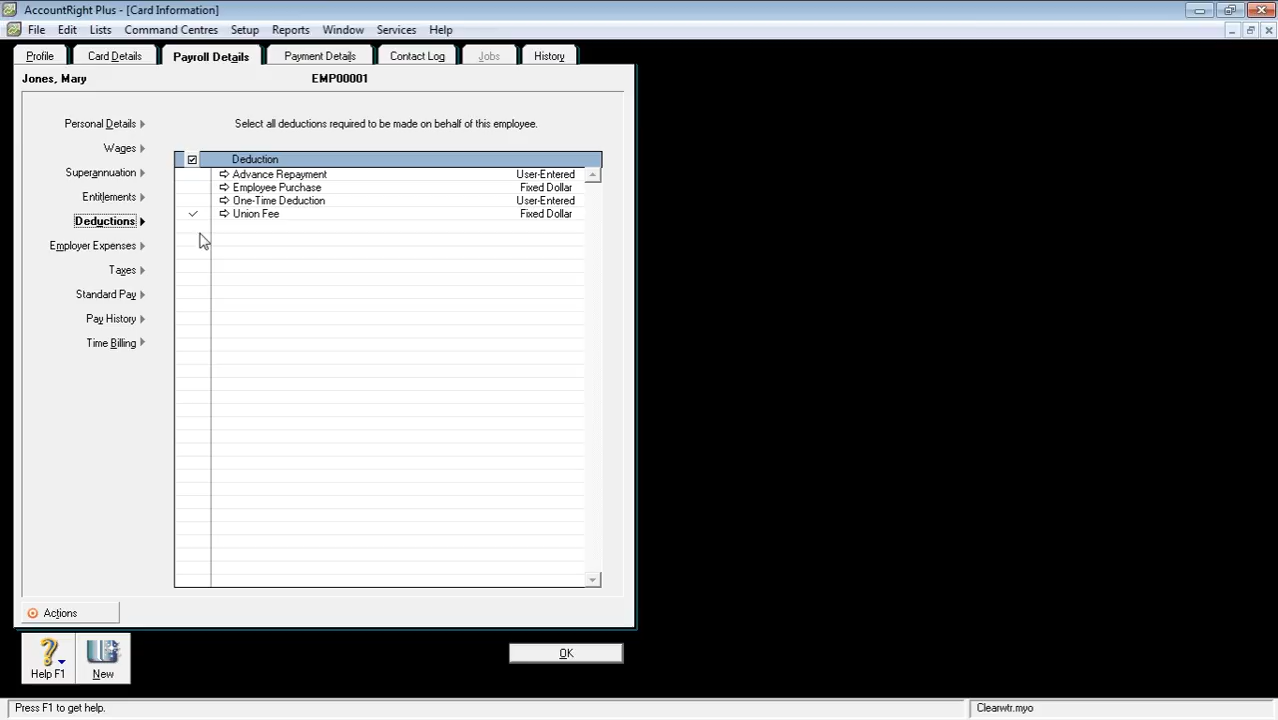 AccountRight Plus - [Card Information]
File Edit Lists Command Centres Setup Reports Window Services Help
Profile Card Details Payroll Details Payment Details Contact Log Jobs History
Jones, Mary EMP00001
Personal Details
Wages
Superannuation
Entitlements
Deductions
Employer Expenses
Taxes
Standard Pay
Pay History
Time Billing
Select all deductions required to be made on behalf of this employee.
Deduction
Advance Repayment User-Entered
Employee Purchase Fixed Dollar
One-Time Deduction User-Entered
Union Fee Fixed Dollar
Actions
Help F1 New OK
Press F1 to get help. Clearwtr.myo